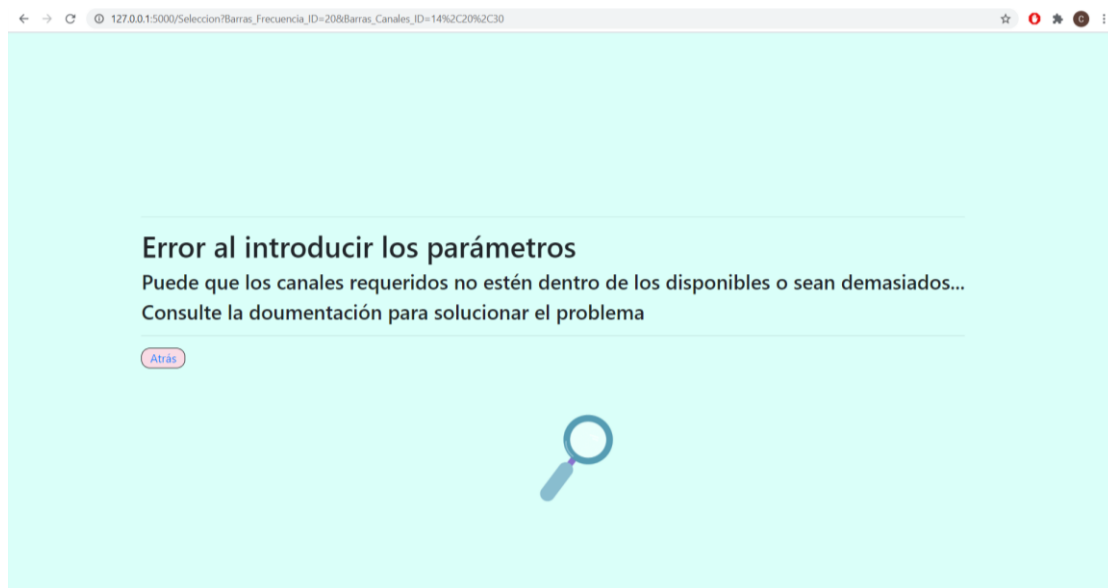 127.0.0.1:5000/Seleccion?Barras_Frecuencia_ID=20&Barras_Canales_ID=14%2C20%2C30
Error al introducir los parámetros
Puede que los canales requeridos no estén dentro de los disponibles o sean demasiados...
Consulte la doumentación para solucionar el problema
Atrás